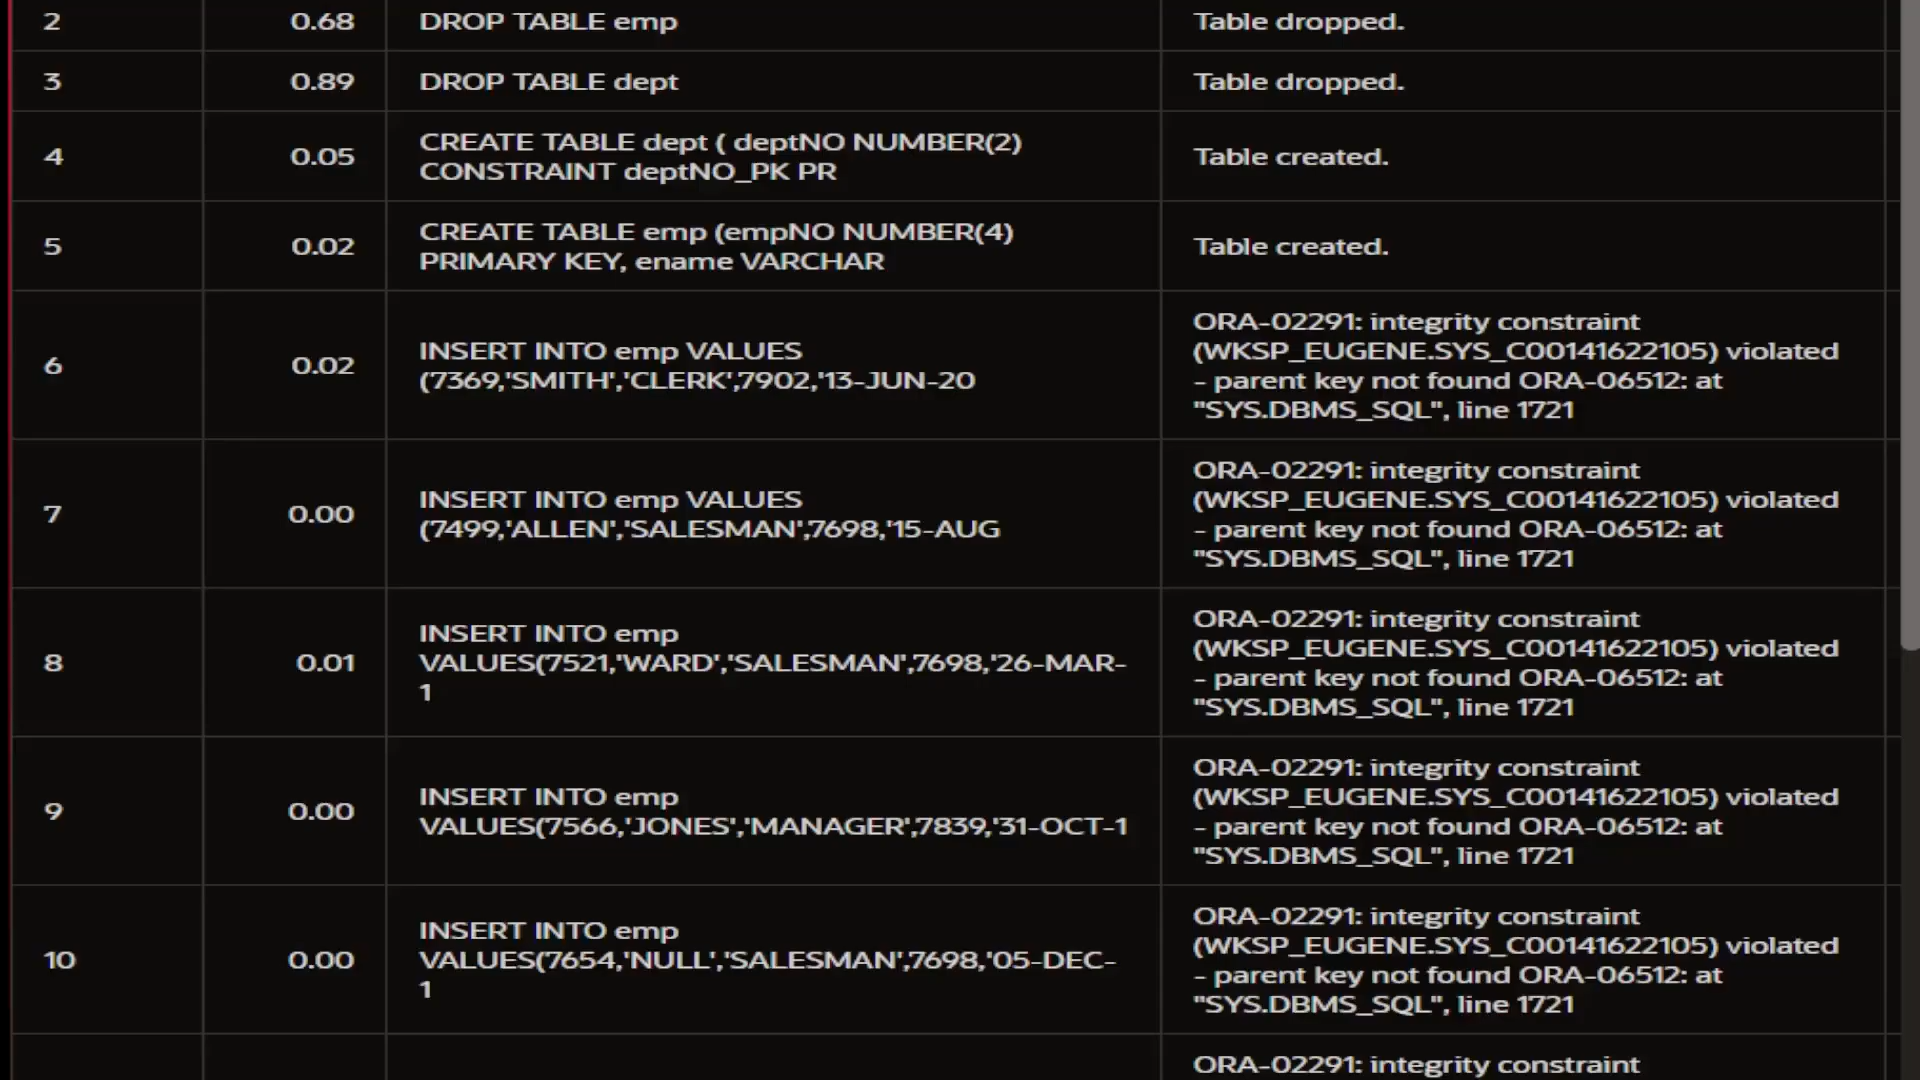 2 0.68 DROP TABLE emp Table dropped.
3 0.89 DROP TABLE dept Table dropped.
4 0.05 CREATE TABLE dept ( deptNO NUMBER(2)
CONSTRAINT deptNO_PK PR
Table created.
5 0.02 CREATE TABLE emp (empNO NUMBER(4)
PRIMARY KEY, ename VARCHAR
Table created.
6 0.02 INSERT INTO emp VALUES
(7369,'SMITH','CLERK',7902,'13-JUN-20
ORA-02291: integrity constraint
(WKSP_EUGENE.SYS_C00141622105) violated
- parent key not found ORA-06512: at
"SYS.DBMS_SQL", line 1721
7 0.00 INSERT INTO emp VALUES
(7499,'ALLEN','SALESMAN',7698,'15-AUG
ORA-02291: integrity constraint
(WKSP_EUGENE.SYS_C00141622105) violated
- parent key not found ORA-06512: at
"SYS.DBMS_SQL", line 1721
8 0.01 INSERT INTO emp
VALUES(7521,'WARD','SALESMAN',7698,'26-MAR-
1
ORA-02291: integrity constraint
(WKSP_EUGENE.SYS_C00141622105) violated
- parent key not found ORA-06512: at
"SYS.DBMS_SQL", line 1721
9 0.00 INSERT INTO emp
VALUES(7566,'JONES','MANAGER',7839,'31-OCT-1
ORA-02291: integrity constraint
(WKSP_EUGENE.SYS_C00141622105) violated
- parent key not found ORA-06512: at
"SYS.DBMS_SQL", line 1721
10 0.00 INSERT INTO emp
VALUES(7654,'NULL','SALESMAN',7698,'05-DEC-
1
ORA-02291: integrity constraint
(WKSP_EUGENE.SYS_C00141622105) violated
- parent key not found ORA-06512: at
"SYS.DBMS_SQL", line 1721
ORA-02291: integrity constraint